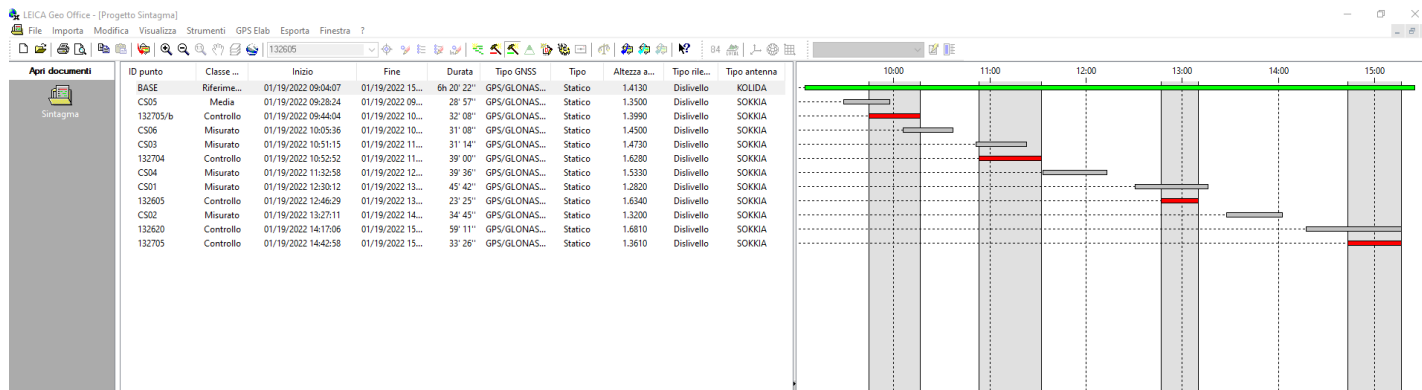 LEICA Geo Office - [Progetto Sintagma]
File Importa Modifica Visualizza Strumenti GPS Elab Esporta Finestra ?
132605 84
Apri documenti
Sintagma
ID punto Classe ... Inizio Fine Durata Tipo GNSS Tipo Altezza a... Tipo rile... Tipo antenna 10:00 11:00 12:00 13:00 14:00 15:00
BASE Riferime... 01/19/2022 09:04:07 01/19/2022 15... 6h 20' 22'' GPS/GLONAS... Statico 1.4130 Dislivello KOLIDA
CS05 Media 01/19/2022 09:28:24 01/19/2022 09... 28' 57'' GPS/GLONAS... Statico 1.3500 Dislivello SOKKIA
132705/b Controllo 01/19/2022 09:44:04 01/19/2022 10... 32' 08'' GPS/GLONAS... Statico 1.3990 Dislivello SOKKIA
CS06 Misurato 01/19/2022 10:05:36 01/19/2022 10... 31' 08'' GPS/GLONAS... Statico 1.4500 Dislivello SOKKIA
CS03 Misurato 01/19/2022 10:51:15 01/19/2022 11... 31' 14'' GPS/GLONAS... Statico 1.4730 Dislivello SOKKIA
132704 Controllo 01/19/2022 10:52:52 01/19/2022 11... 39' 00'' GPS/GLONAS... Statico 1.6280 Dislivello SOKKIA
CS04 Misurato 01/19/2022 11:32:58 01/19/2022 12... 39' 36'' GPS/GLONAS... Statico 1.5330 Dislivello SOKKIA
CS01 Misurato 01/19/2022 12:30:12 01/19/2022 13... 45' 42'' GPS/GLONAS... Statico 1.2820 Dislivello SOKKIA
132605 Controllo 01/19/2022 12:46:29 01/19/2022 13... 23' 25'' GPS/GLONAS... Statico 1.6340 Dislivello SOKKIA
CS02 Misurato 01/19/2022 13:27:11 01/19/2022 14... 34' 45'' GPS/GLONAS... Statico 1.3200 Dislivello SOKKIA
132620 Controllo 01/19/2022 14:17:06 01/19/2022 15... 59' 11'' GPS/GLONAS... Statico 1.6810 Dislivello SOKKIA
132705 Controllo 01/19/2022 14:42:58 01/19/2022 15... 33' 26'' GPS/GLONAS... Statico 1.3610 Dislivello SOKKIA